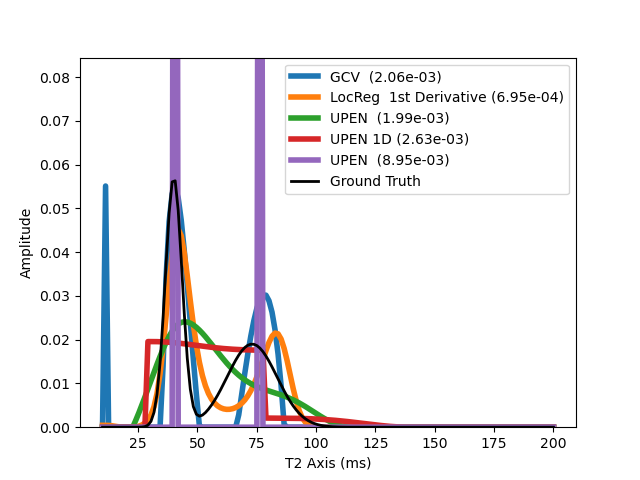 GCV  (2.06e-03)
LocReg  1st Derivative (6.95e-04)
UPEN  (1.99e-03)
UPEN 1D (2.63e-03)
UPEN  (8.95e-03)
Ground Truth
Amplitude
0.08
0.07
0.06
0.05
0.04
0.03
0.02
0.01
0.00
25 50 75 100 125 150 175 200
T2 Axis (ms)